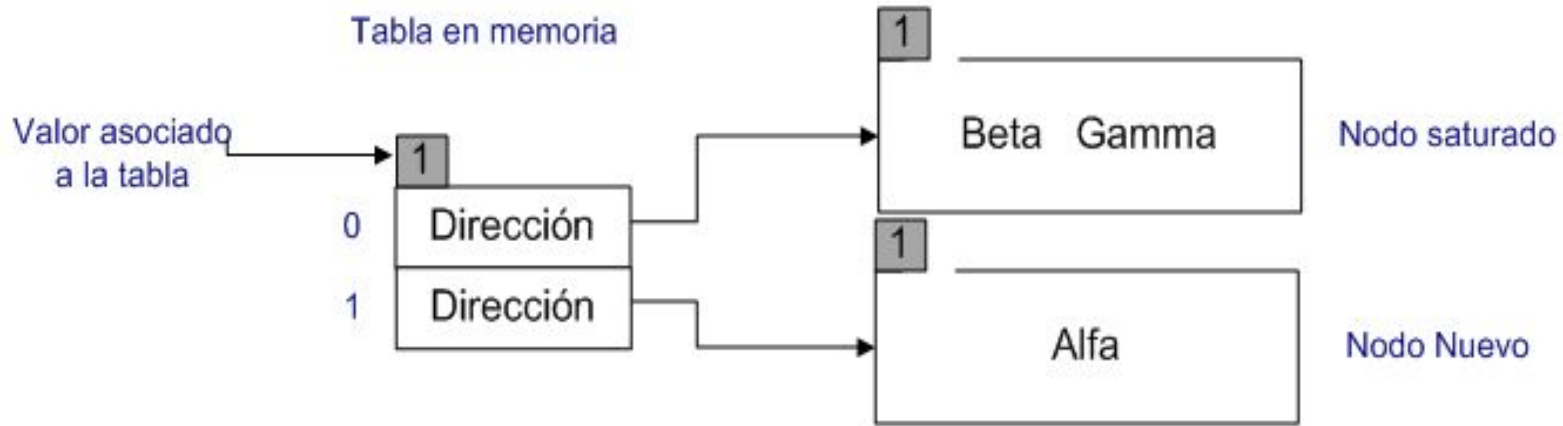 Tabla en memoria
1
Beta Gamma
Nodo saturado
Valor asociado
a la tabla
1
0
Dirección
1
Dirección
1
Alfa
Nodo Nuevo